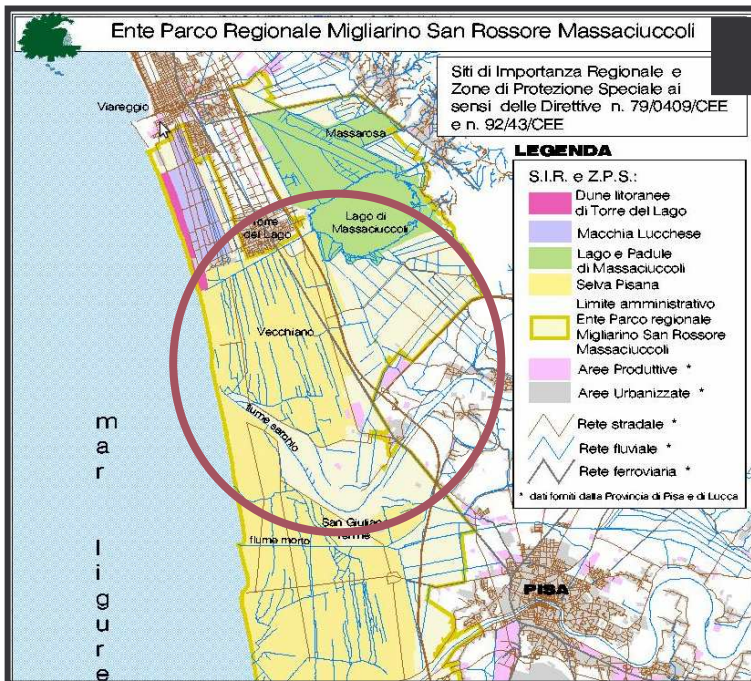 Ente Parco Regionale Migliarino San Rossore Massaciuccoli
Siti di Importanza Regionale e
Zone di Protezione Speciale ai
sensi delle Direttive n. 79/0409/CEE
e n. 92/43/CEE
LEGENDA
S.I.R. e Z.P.S.:
Dune litoranee
di Torre del Lago
Macchia Lucchese
Lago e Padule
di Massaciuccoli
Selva Pisana
Limite amministrativo
Ente Parco regionale
Migliarino San Rossore
Massaciuccoli
Aree Produttive *
Aree Urbanizzate *
Rete stradale *
Rete fluviale *
Rete ferroviaria *
* dati forniti dalla Provincia di Pisa e di Lucca
Viareggio
Massarosa
Torre
del Lago
Lago di
Massaciuccoli
Vecchiano
fiume serchio
San Giuliano
Terme
fiume morto
PISA
mar ligure